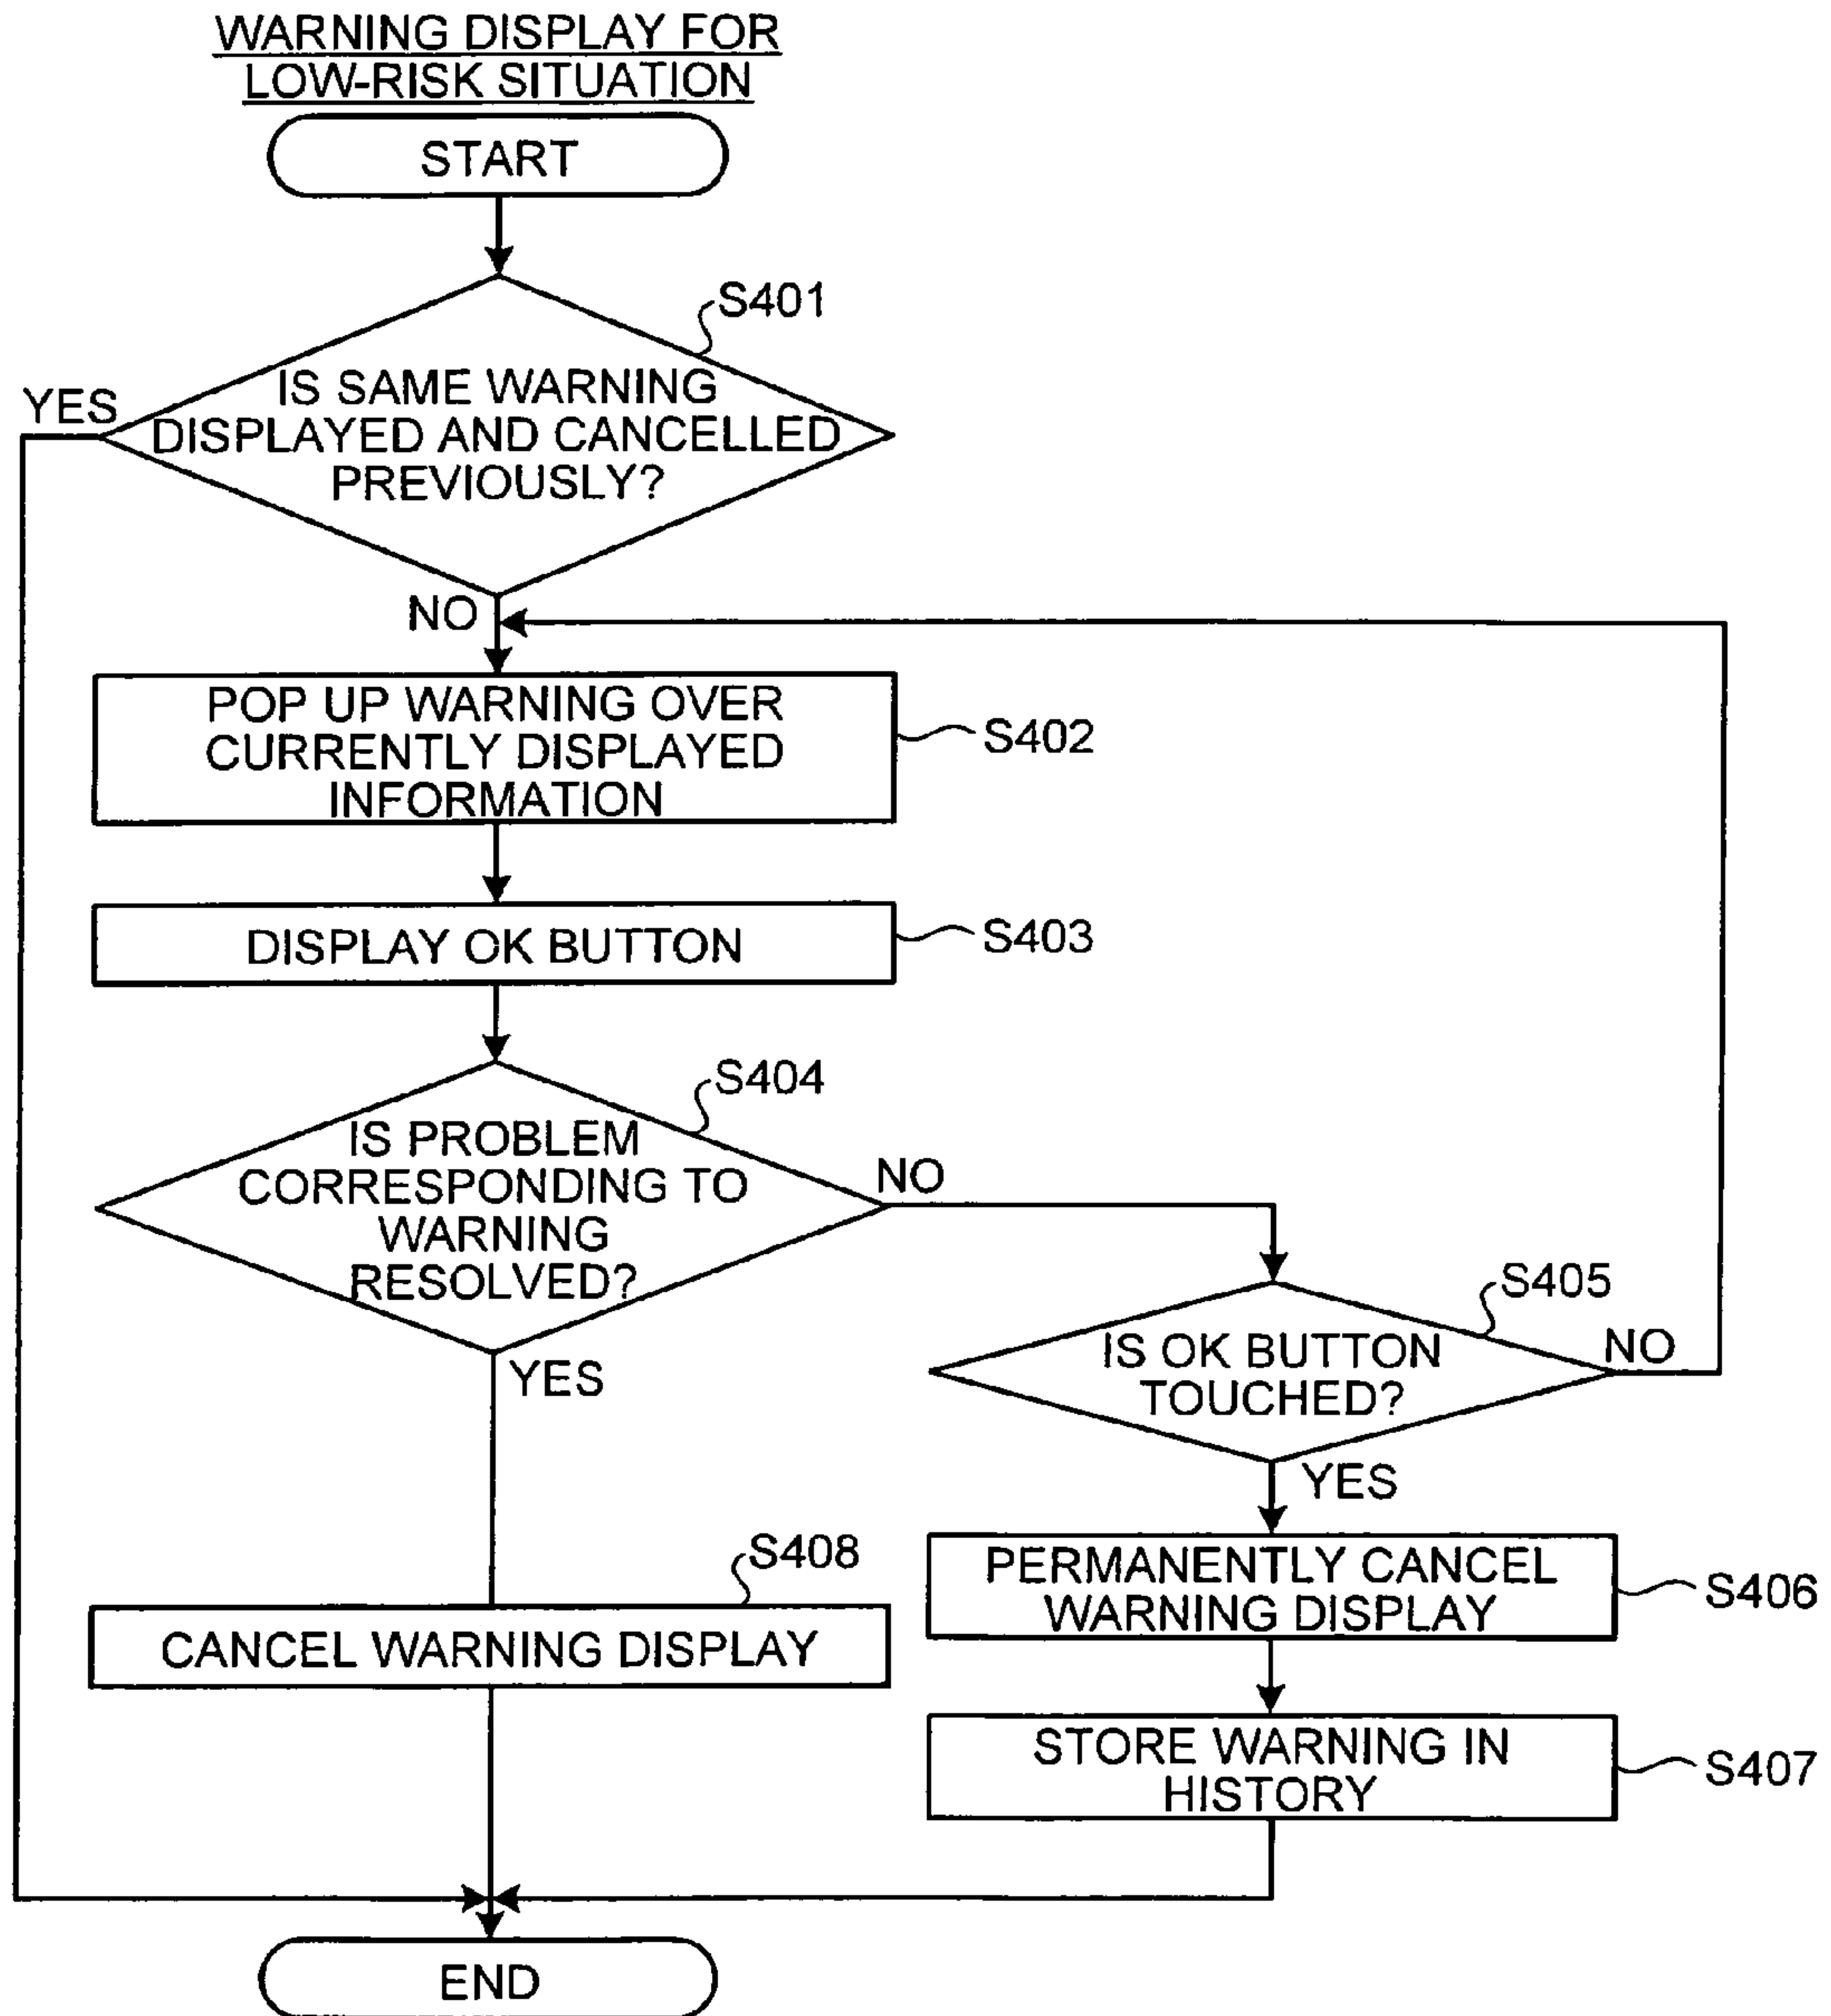 WARNING DISPLAY FOR
LOW-RISK SITUATION
START
S401
IS SAME WARNING
DISPLAYED AND CANCELLED
PREVIOUSLY?
YES
NO
POP UP WARNING OVER
CURRENTLY DISPLAYED
INFORMATION
S402
DISPLAY OK BUTTON
S403
S404
IS PROBLEM
CORRESPONDING TO
WARNING
RESOLVED?
NO
YES
S405
IS OK BUTTON
TOUCHED?
NO
YES
S408
CANCEL WARNING DISPLAY
PERMANENTLY CANCEL
WARNING DISPLAY
S406
STORE WARNING IN
HISTORY
S407
END